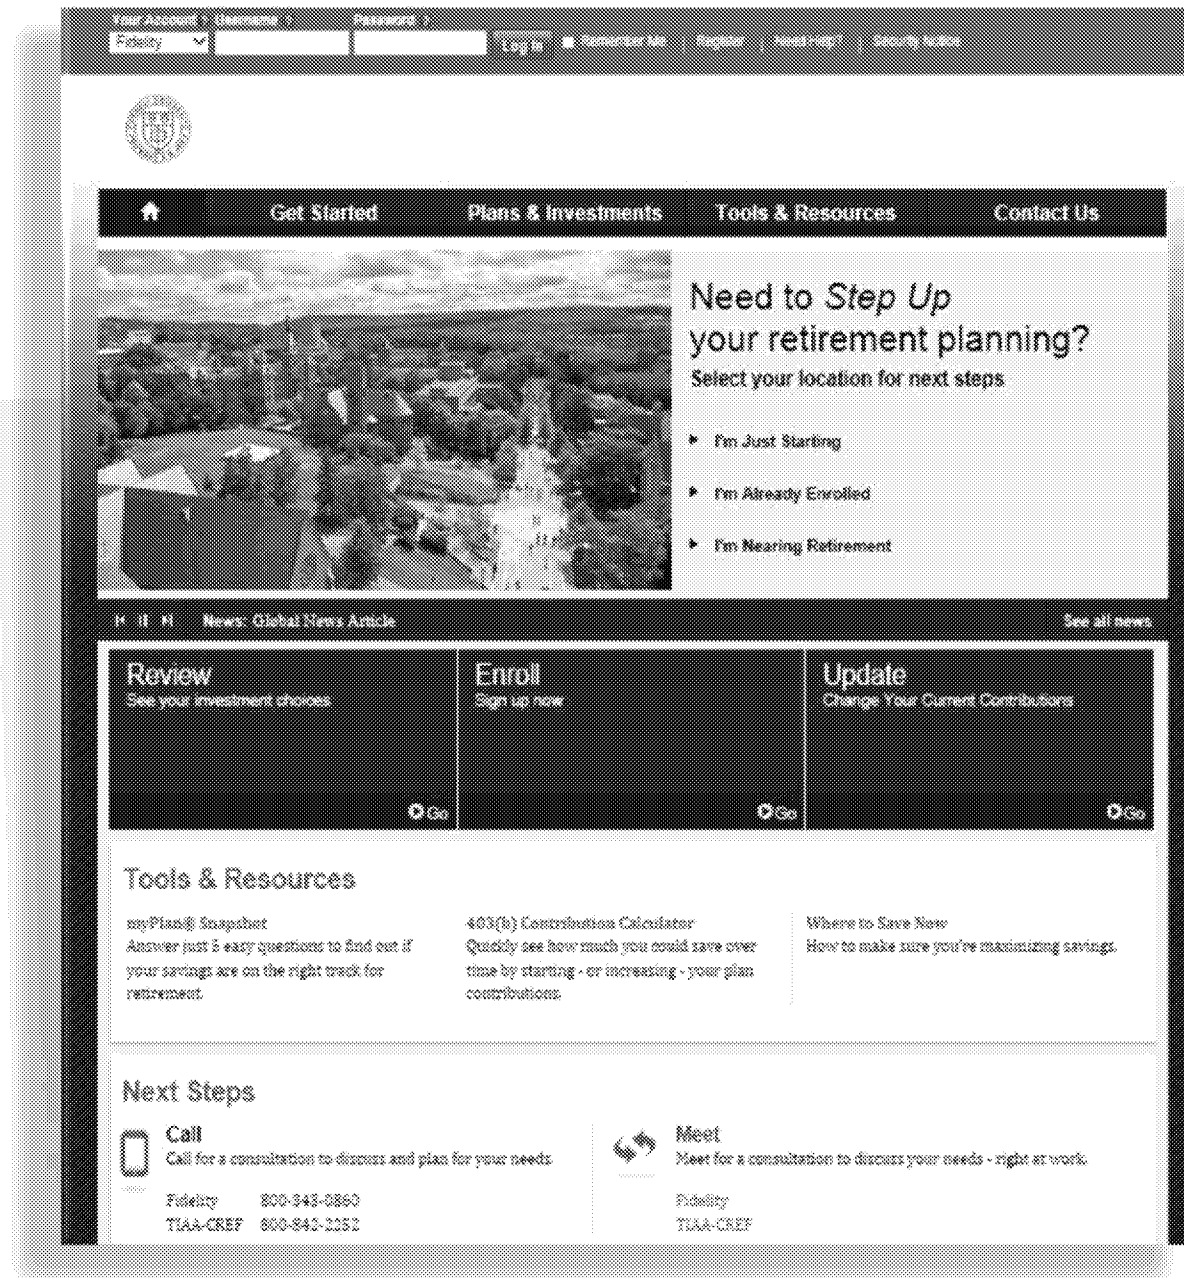 Your Account Username Password
Fidelity Log In Remember Me Register Need Help? Security Notice
Get Started Plans & Investments Tools & Resources Contact Us
Need to Step Up
your retirement planning?
Select your location for next steps
I'm Just Starting
I'm Already Enrolled
I'm Nearing Retirement
News: Global News Article See all news
Review Enroll Update
See your investment choices Sign up now Change Your Current Contributions
Go Go Go
Tools & Resources
myPlan® Snapshot 403(b) Contribution Calculator Where to Save Now
Answer just 5 easy questions to find out if Quickly see how much you could save over How to make sure you're maximizing savings.
your savings are on the right track for time by starting - or increasing - your plan
retirement. contributions.
Next Steps
Call Meet
Call for a consultation to discuss and plan for your needs. Meet for a consultation to discuss your needs - right at work.
Fidelity 800-343-0860 Fidelity
TIAA-CREF 800-842-2252 TIAA-CREF